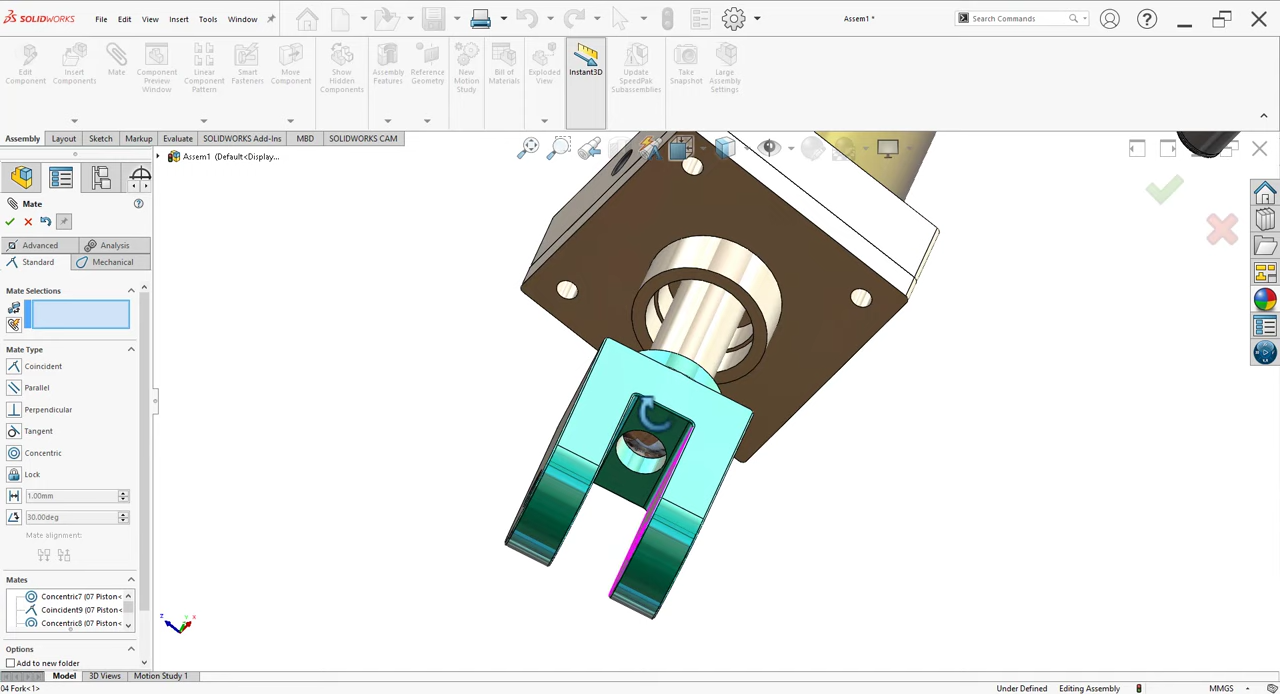 SOLIDWORKS File Edit View Insert Tools Window Assem1 * Search Commands
Edit Component
Insert Components
Mate
Component Preview Window
Linear Component Pattern
Smart Fasteners
Move Component
Show Hidden Components
Assembly Features
Reference Geometry
New Motion Study
Bill of Materials
Exploded View
Instant3D
Update SpeedPak Subassemblies
Take Snapshot
Large Assembly Settings
Assembly Layout Sketch Markup Evaluate SOLIDWORKS Add-Ins MBD SOLIDWORKS CAM
Assem1 (Default<Display...
Mate
Advanced Analysis
Standard Mechanical
Mate Selections
Mate Type
Coincident
Parallel
Perpendicular
Tangent
Concentric
Lock
1.00mm
30.00deg
Mate alignment:
Mates
Concentric7 (07 Piston<
Coincident9 (07 Piston<
Concentric8 (07 Piston<
Options
Add to new folder
z y x
Model 3D Views Motion Study 1
04 Fork<1> Under Defined Editing Assembly MMGS